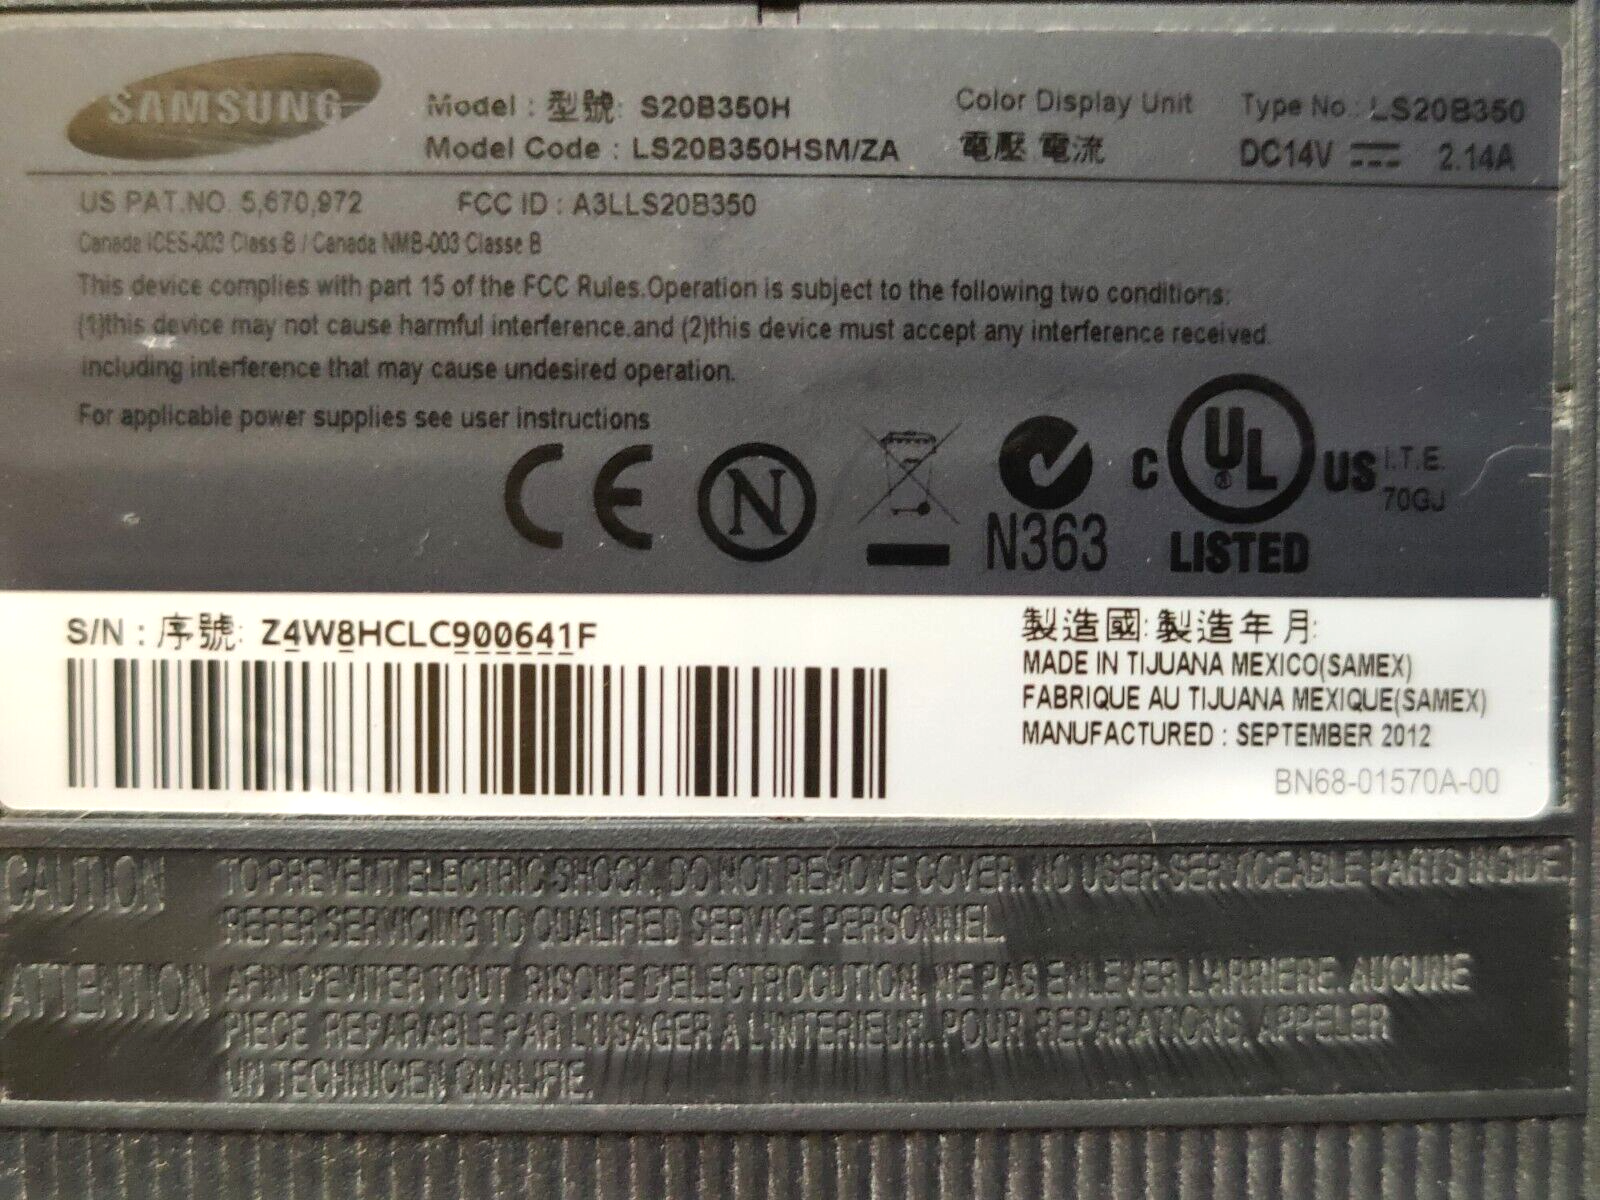 SAMSUNG
Model : 型號: S20B350H
Model Code : LS20B350HSM/ZA
Color Display Unit
電壓 電流
Type No.: LS20B350
DC14V ⎓ 2.14A
US PAT.NO. 5,670,972 FCC ID : A3LLS20B350
Canada ICES-003 Class B / Canada NMB-003 Classe B
This device complies with part 15 of the FCC Rules.Operation is subject to the following two conditions:
(1)this device may not cause harmful interference.and (2)this device must accept any interference received.
including interference that may cause undesired operation.
For applicable power supplies see user instructions
CE
N
N363
C UL® US
LISTED
I.T.E.
70GJ
S/N : 序號: Z4W8HCLC900641F
製造國: 製造年月:
MADE IN TIJUANA MEXICO(SAMEX)
FABRIQUE AU TIJUANA MEXIQUE(SAMEX)
MANUFACTURED : SEPTEMBER 2012
BN68-01570A-00
CAUTION TO PREVENT ELECTRIC SHOCK, DO NOT REMOVE COVER. NO USER-SERVICEABLE PARTS INSIDE.
REFER SERVICING TO QUALIFIED SERVICE PERSONNEL.
ATTENTION AFIN D'EVITER TOUT RISQUE D'ELECTROCUTION, NE PAS ENLEVER L'ARRIERE. AUCUNE
PIECE REPARABLE PAR L'USAGER A L'INTERIEUR. POUR REPARATIONS, APPELER
UN TECHNICIEN QUALIFIE.